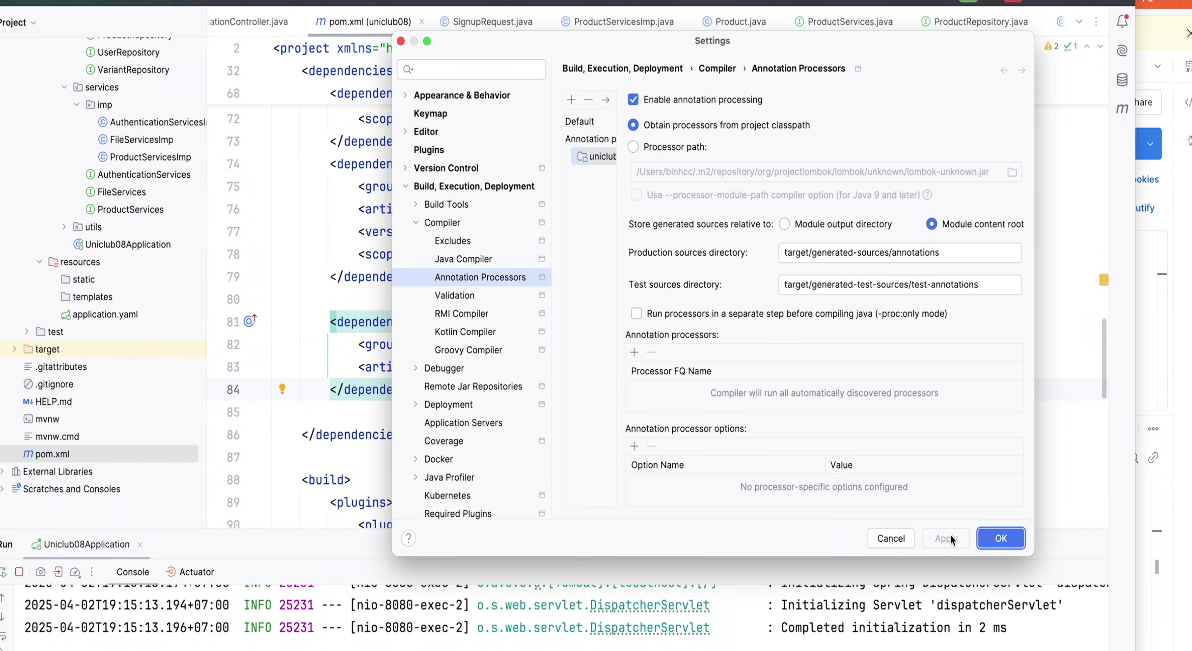 Project
ationController.java
pom.xml (uniclub08)
SignupRequest.java
ProductServicesImp.java
Product.java
ProductServices.java
ProductRepository.java
UserRepository
VariantRepository
services
imp
AuthenticationServicesI
FileServicesImp
ProductServicesImp
AuthenticationServices
FileServices
ProductServices
utils
Uniclub08Application
resources
static
templates
application.yaml
test
target
.gitattributes
.gitignore
HELP.md
mvnw
mvnw.cmd
pom.xml
External Libraries
Scratches and Consoles
2 <project xmlns="h
32 <dependencies
68 <depender
72 <scop
73 </depende
74 <depender
75 <grou
76 <arti
77 <vers
78 <scop
79 </depende
80
81 <depender
82 <grou
83 <arti
84 </depende
85
86 </dependencie
87
88 <build>
89 <plugins>
90 <plug
2 1
Settings
Appearance & Behavior
Keymap
Editor
Plugins
Version Control
Build, Execution, Deployment
Build Tools
Compiler
Excludes
Java Compiler
Annotation Processors
Validation
RMI Compiler
Kotlin Compiler
Groovy Compiler
Debugger
Remote Jar Repositories
Deployment
Application Servers
Coverage
Docker
Java Profiler
Kubernetes
Required Plugins
Build, Execution, Deployment › Compiler › Annotation Processors
Default
Annotation p
uniclub
Enable annotation processing
Obtain processors from project classpath
Processor path:
/Users/binhcc/.m2/repository/org/projectlombok/lombok/unknown/lombok-unknown.jar
Use --processor-module-path compiler option (for Java 9 and later)
Store generated sources relative to: Module output directory Module content root
Production sources directory: target/generated-sources/annotations
Test sources directory: target/generated-test-sources/test-annotations
Run processors in a separate step before compiling java (-proc:only mode)
Annotation processors:
Processor FQ Name
Compiler will run all automatically discovered processors
Annotation processor options:
Option Name Value
No processor-specific options configured
? Cancel OK
hare
okies
utify
Run Uniclub08Application
Console Actuator
2025-04-02T19:15:13.194+07:00 INFO 25231 --- [nio-8080-exec-2] o.s.web.servlet.DispatcherServlet : Initializing Servlet 'dispatcherServlet'
2025-04-02T19:15:13.196+07:00 INFO 25231 --- [nio-8080-exec-2] o.s.web.servlet.DispatcherServlet : Completed initialization in 2 ms